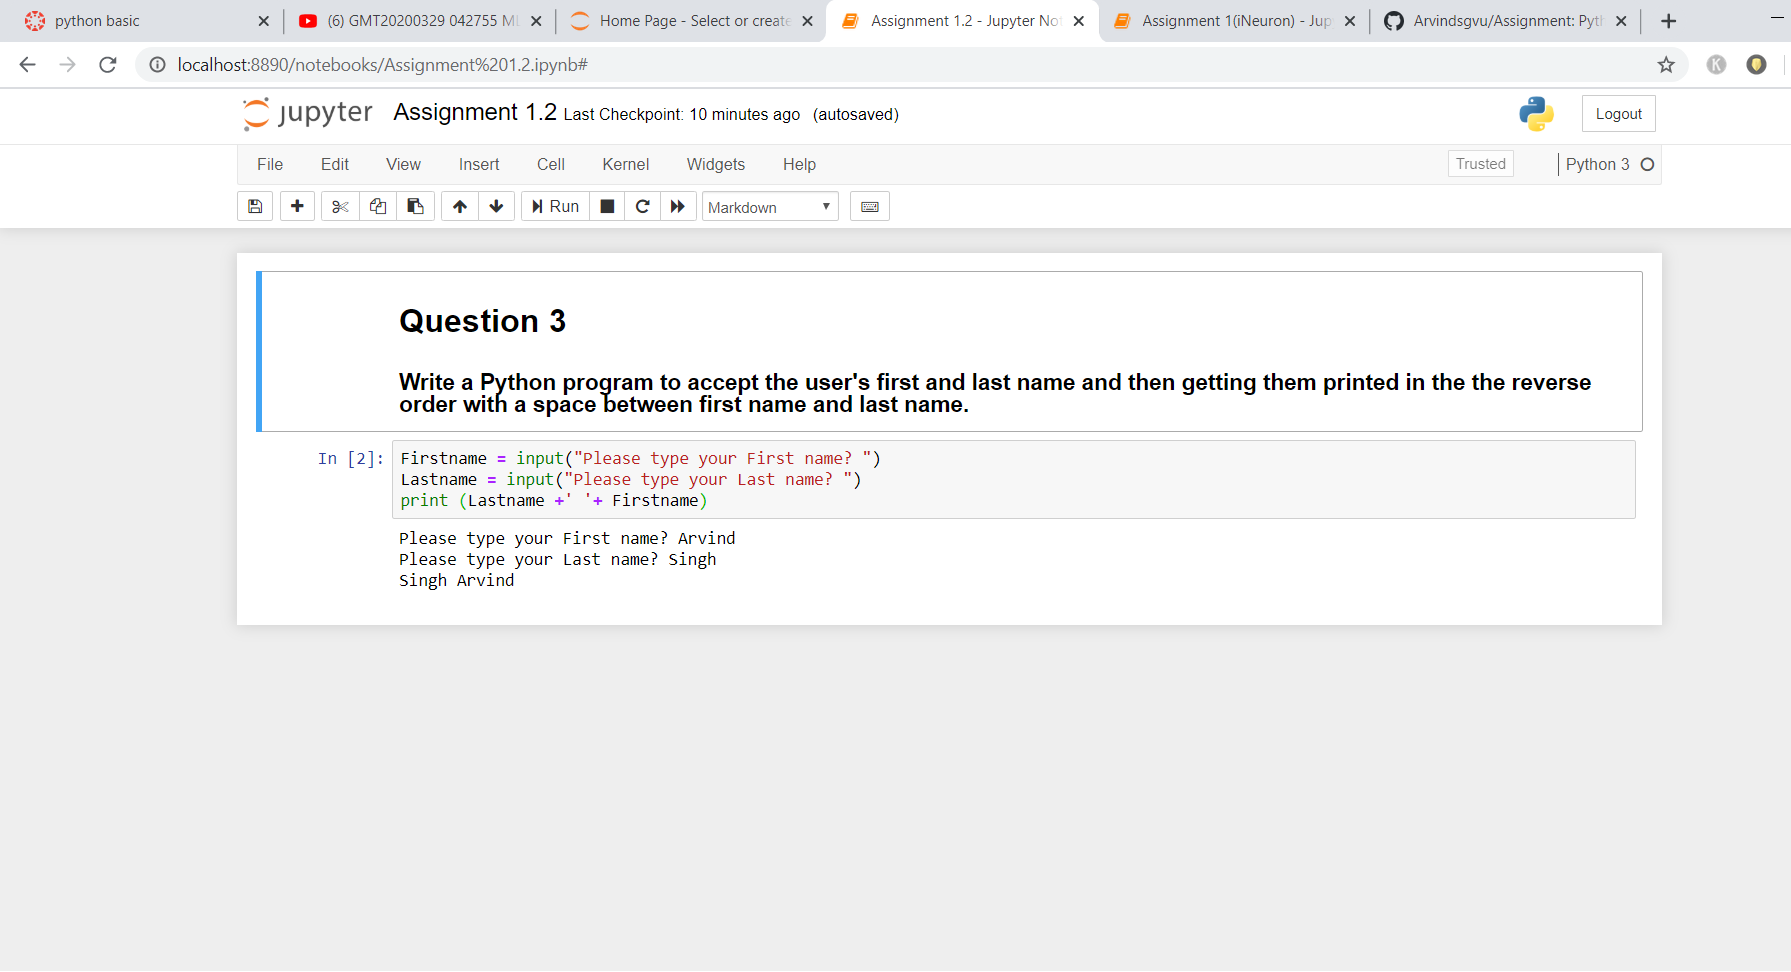 python basic
(6) GMT20200329 042755 ML
Home Page - Select or create
Assignment 1.2 - Jupyter No
Assignment 1(iNeuron) - Jup
Arvindsgvu/Assignment: Pyth
localhost:8890/notebooks/Assignment%201.2.ipynb#
K
jupyter Assignment 1.2 Last Checkpoint: 10 minutes ago (autosaved)
Logout
File Edit View Insert Cell Kernel Widgets Help
Trusted
Python 3
Run
Markdown
Question 3
Write a Python program to accept the user's first and last name and then getting them printed in the the reverse
order with a space between first name and last name.
In [2]: Firstname = input("Please type your First name? ")
Lastname = input("Please type your Last name? ")
print (Lastname +' '+ Firstname)
Please type your First name? Arvind
Please type your Last name? Singh
Singh Arvind